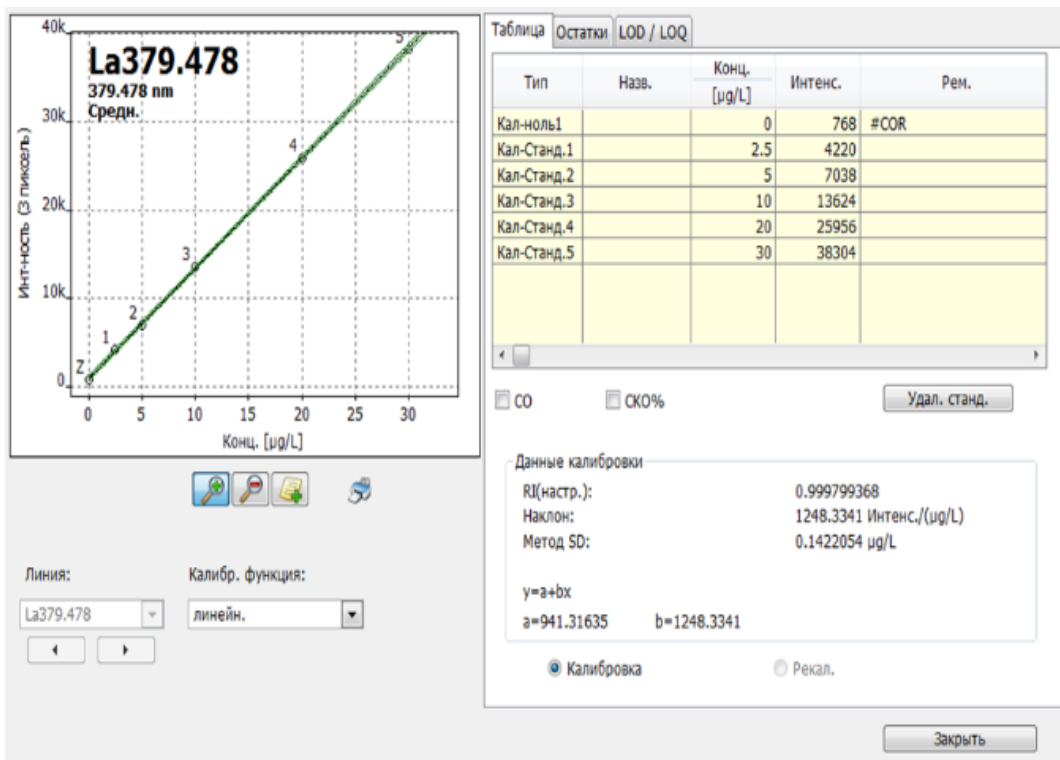 40k
30k
20k
10k
0
La379.478
379.478 nm
Средн.
Инт-ность (3 пиксель)
Z
1
2
3
4
5
0 5 10 15 20 25 30
Конц. [µg/L]
Линия: Калибр. функция:
La379.478 линейн.
Таблица Остатки LOD / LOQ
Тип Назв. Конц. [µg/L] Интенс. Рем.
Кал-ноль1 0 768 #COR
Кал-Станд.1 2.5 4220
Кал-Станд.2 5 7038
Кал-Станд.3 10 13624
Кал-Станд.4 20 25956
Кал-Станд.5 30 38304
СО СКО% Удал. станд.
Данные калибровки
RI(настр.): 0.999799368
Наклон: 1248.3341 Интенс./(µg/L)
Метод SD: 0.1422054 µg/L
y=a+bx
a=941.31635 b=1248.3341
Калибровка Рекал.
Закрыть